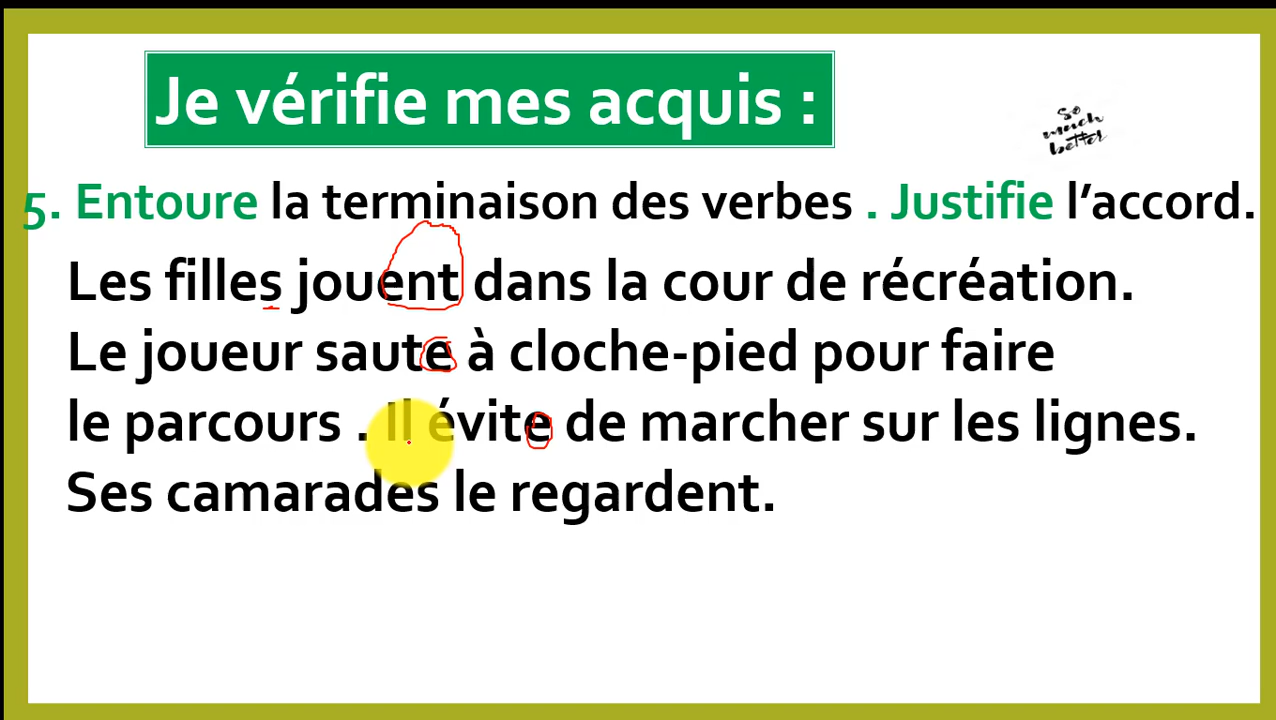 Je vérifie mes acquis :
so
much
better
5. Entoure la terminaison des verbes . Justifie l’accord.
Les filles jouent dans la cour de récréation.
Le joueur saute à cloche-pied pour faire
le parcours . Il évite de marcher sur les lignes.
Ses camarades le regardent.